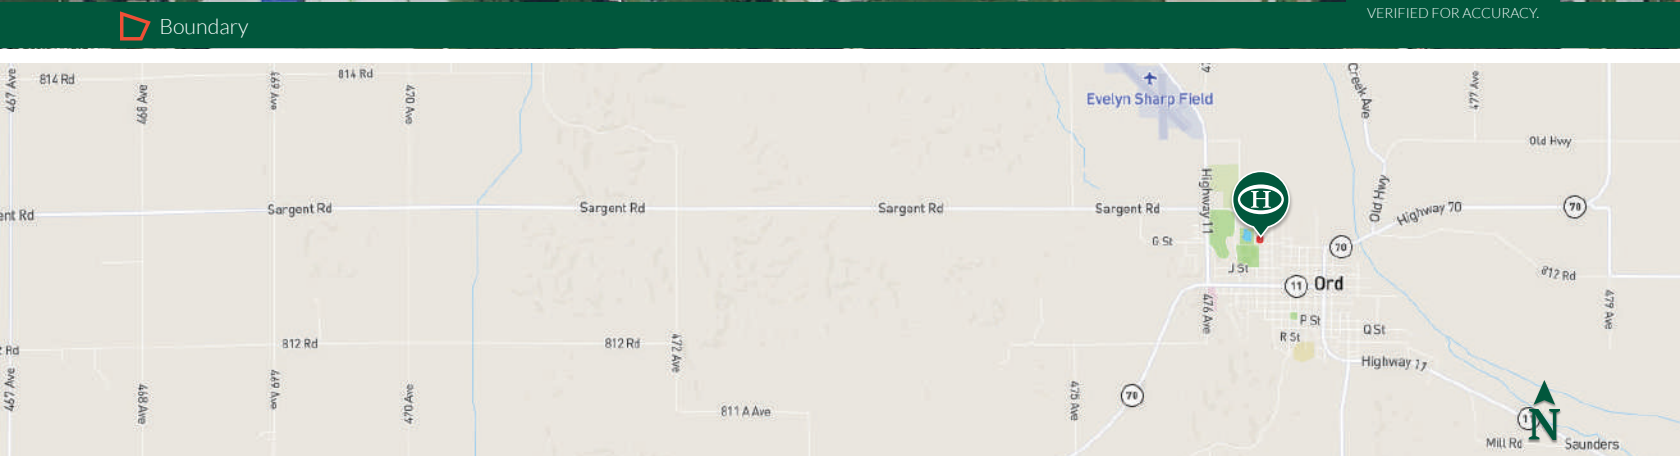 VERIFIED FOR ACCURACY.
Boundary
467 Ave
814 Rd
468 Ave
469 Ave
814 Rd
470 Ave
Evelyn Sharp Field
47
Creek Ave
477 Ave
Old Hwy
ent Rd
Sargent Rd
Sargent Rd
Sargent Rd
Sargent Rd
Highway 11
H
Old Hwy
Highway 70
70
G St
70
J St
812 Rd
11
Ord
476 Ave
479 Ave
P St
Q St
R St
Rd
812 Rd
812 Rd
472 Ave
Highway 11
467 Ave
468 Ave
469 Ave
470 Ave
811 A Ave
475 Ave
70
11
N
Mill Rd
Saunders